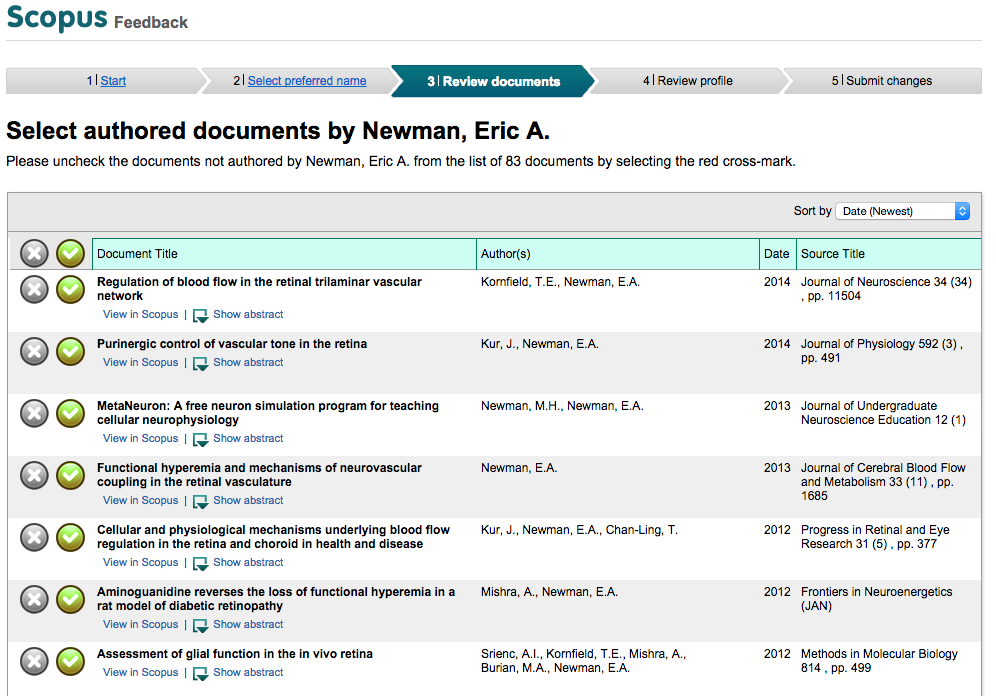 Scopus Feedback
1 Start 2 Select preferred name 3 Review documents 4 Review profile 5 Submit changes
Select authored documents by Newman, Eric A.
Please uncheck the documents not authored by Newman, Eric A. from the list of 83 documents by selecting the red cross-mark.
Sort by Date (Newest)
Document Title Author(s) Date Source Title
Regulation of blood flow in the retinal trilaminar vascular Kornfield, T.E., Newman, E.A. 2014 Journal of Neuroscience 34 (34)
network , pp. 11504
View in Scopus | Show abstract
Purinergic control of vascular tone in the retina Kur, J., Newman, E.A. 2014 Journal of Physiology 592 (3) ,
pp. 491
View in Scopus | Show abstract
MetaNeuron: A free neuron simulation program for teaching Newman, M.H., Newman, E.A. 2013 Journal of Undergraduate
cellular neurophysiology Neuroscience Education 12 (1)
View in Scopus | Show abstract
Functional hyperemia and mechanisms of neurovascular Newman, E.A. 2013 Journal of Cerebral Blood Flow
coupling in the retinal vasculature and Metabolism 33 (11) , pp.
1685
View in Scopus | Show abstract
Cellular and physiological mechanisms underlying blood flow Kur, J., Newman, E.A., Chan-Ling, T. 2012 Progress in Retinal and Eye
regulation in the retina and choroid in health and disease Research 31 (5) , pp. 377
View in Scopus | Show abstract
Aminoguanidine reverses the loss of functional hyperemia in a Mishra, A., Newman, E.A. 2012 Frontiers in Neuroenergetics
rat model of diabetic retinopathy (JAN)
View in Scopus | Show abstract
Assessment of glial function in the in vivo retina Srienc, A.I., Kornfield, T.E., Mishra, A., 2012 Methods in Molecular Biology
Burian, M.A., Newman, E.A. 814 , pp. 499
View in Scopus | Show abstract